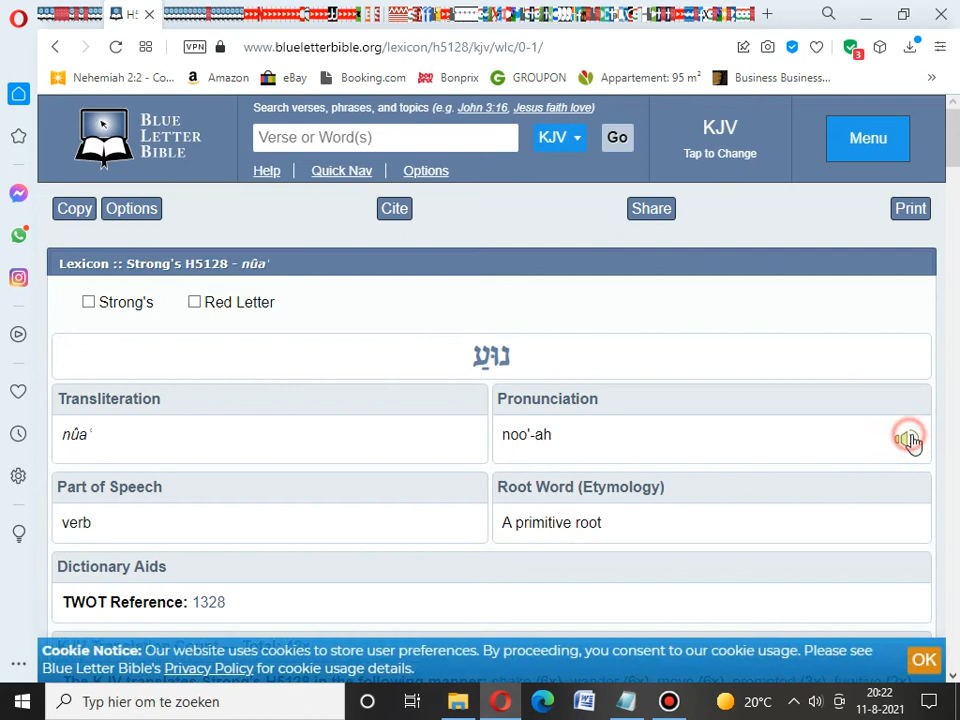 H!
VPN www.blueletterbible.org/lexicon/h5128/kjv/wlc/0-1/
3
Nehemiah 2:2 - Co... Amazon eBay Booking.com Bonprix GROUPON Appartement: 95 m² Business Business... »
BLUE LETTER BIBLE
Search verses, phrases, and topics (e.g. John 3:16, Jesus faith love)
Verse or Word(s) KJV Go
Help Quick Nav Options
KJV
Tap to Change
Menu
Copy Options Cite Share Print
Lexicon :: Strong's H5128 - nûaʿ
Strong's Red Letter
נוּעַ
Transliteration Pronunciation
nûaʿ noo'-ah
Part of Speech Root Word (Etymology)
verb A primitive root
Dictionary Aids
TWOT Reference: 1328
Cookie Notice: Our website uses cookies to store user preferences. By proceeding, you consent to our cookie usage. Please see
Blue Letter Bible's Privacy Policy for cookie usage details.
OK
Typ hier om te zoeken
20°C
20:22
11-8-2021